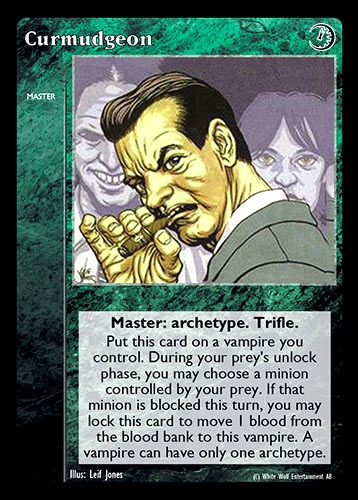 Curmudgeon
MASTER
Master: archetype. Trifle.
Put this card on a vampire you
control. During your prey's unlock
phase, you may choose a minion
controlled by your prey. If that
minion is blocked this turn, you may
lock this card to move 1 blood from
the blood bank to this vampire. A
vampire can have only one archetype.
Illus: Leif Jones
(C) White Wolf Entertainment AB